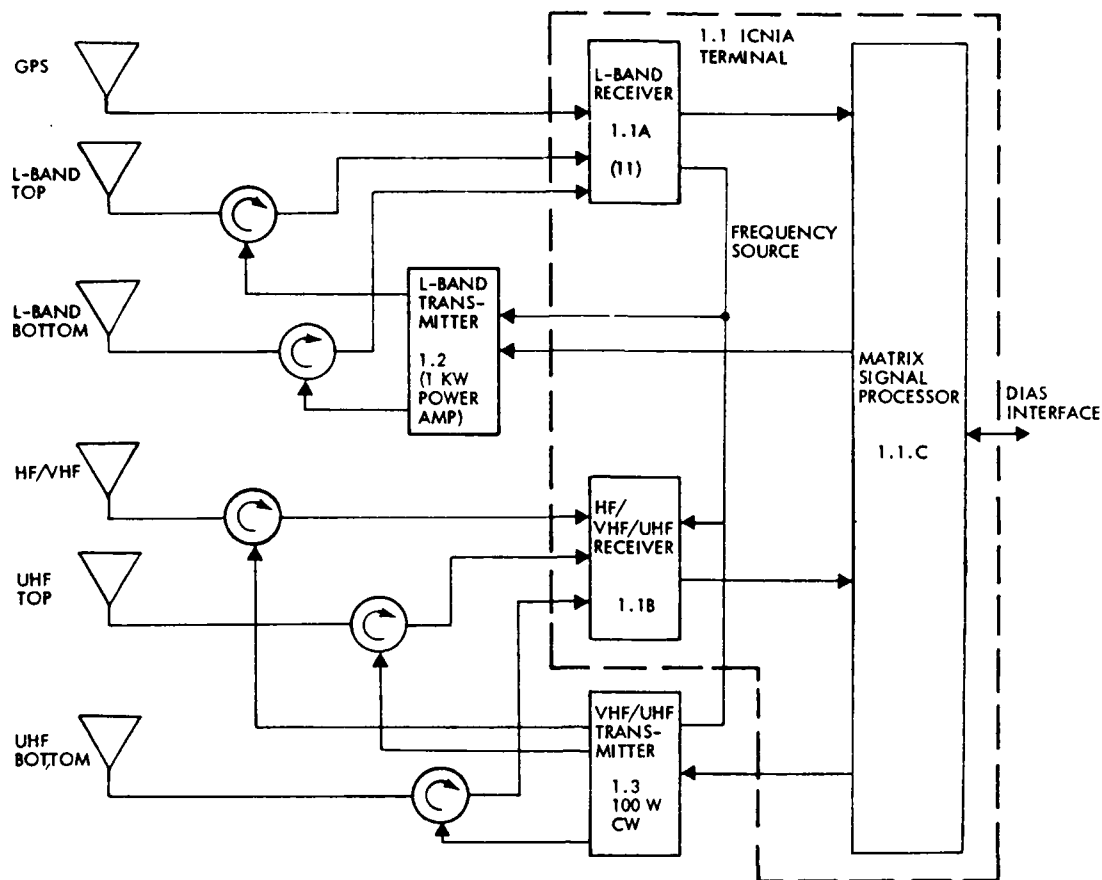 GPS
L-BAND
TOP
L-BAND
BOTTOM
HF/VHF
UHF
TOP
UHF
BOTTOM
1.1 ICNIA
TERMINAL
L-BAND
RECEIVER
1.1A
(11)
FREQUENCY
SOURCE
L-BAND
TRANS-
MITTER
1.2
(1 KW
POWER
AMP)
HF/
VHF/UHF
RECEIVER
1.1B
VHF/UHF
TRANS-
MITTER
1.3
100 W
CW
MATRIX
SIGNAL
PROCESSOR
1.1.C
DIAS
INTERFACE